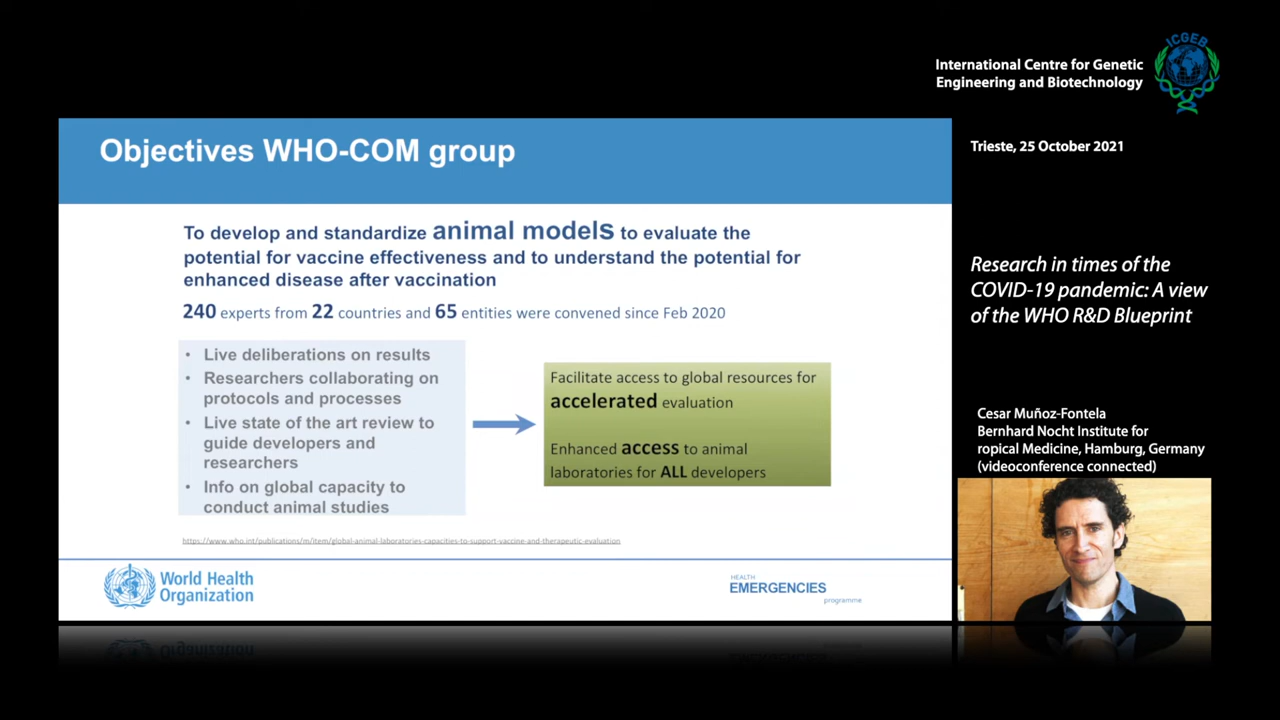 International Centre for Genetic
Engineering and Biotechnology
ICGEB
Objectives WHO-COM group
Trieste, 25 October 2021
To develop and standardize animal models to evaluate the
potential for vaccine effectiveness and to understand the potential for
enhanced disease after vaccination
240 experts from 22 countries and 65 entities were convened since Feb 2020
• Live deliberations on results
• Researchers collaborating on
protocols and processes
• Live state of the art review to
guide developers and
researchers
• Info on global capacity to
conduct animal studies
Facilitate access to global resources for
accelerated evaluation
Enhanced access to animal
laboratories for ALL developers
https://www.who.int/publications/m/item/global-animal-laboratories-capacities-to-support-vaccine-and-therapeutic-evaluation
World Health
Organization
HEALTH
EMERGENCIES
programme
Research in times of the
COVID-19 pandemic: A view
of the WHO R&D Blueprint
Cesar Muñoz-Fontela
Bernhard Nocht Institute for
ropical Medicine, Hamburg, Germany
(videoconference connected)